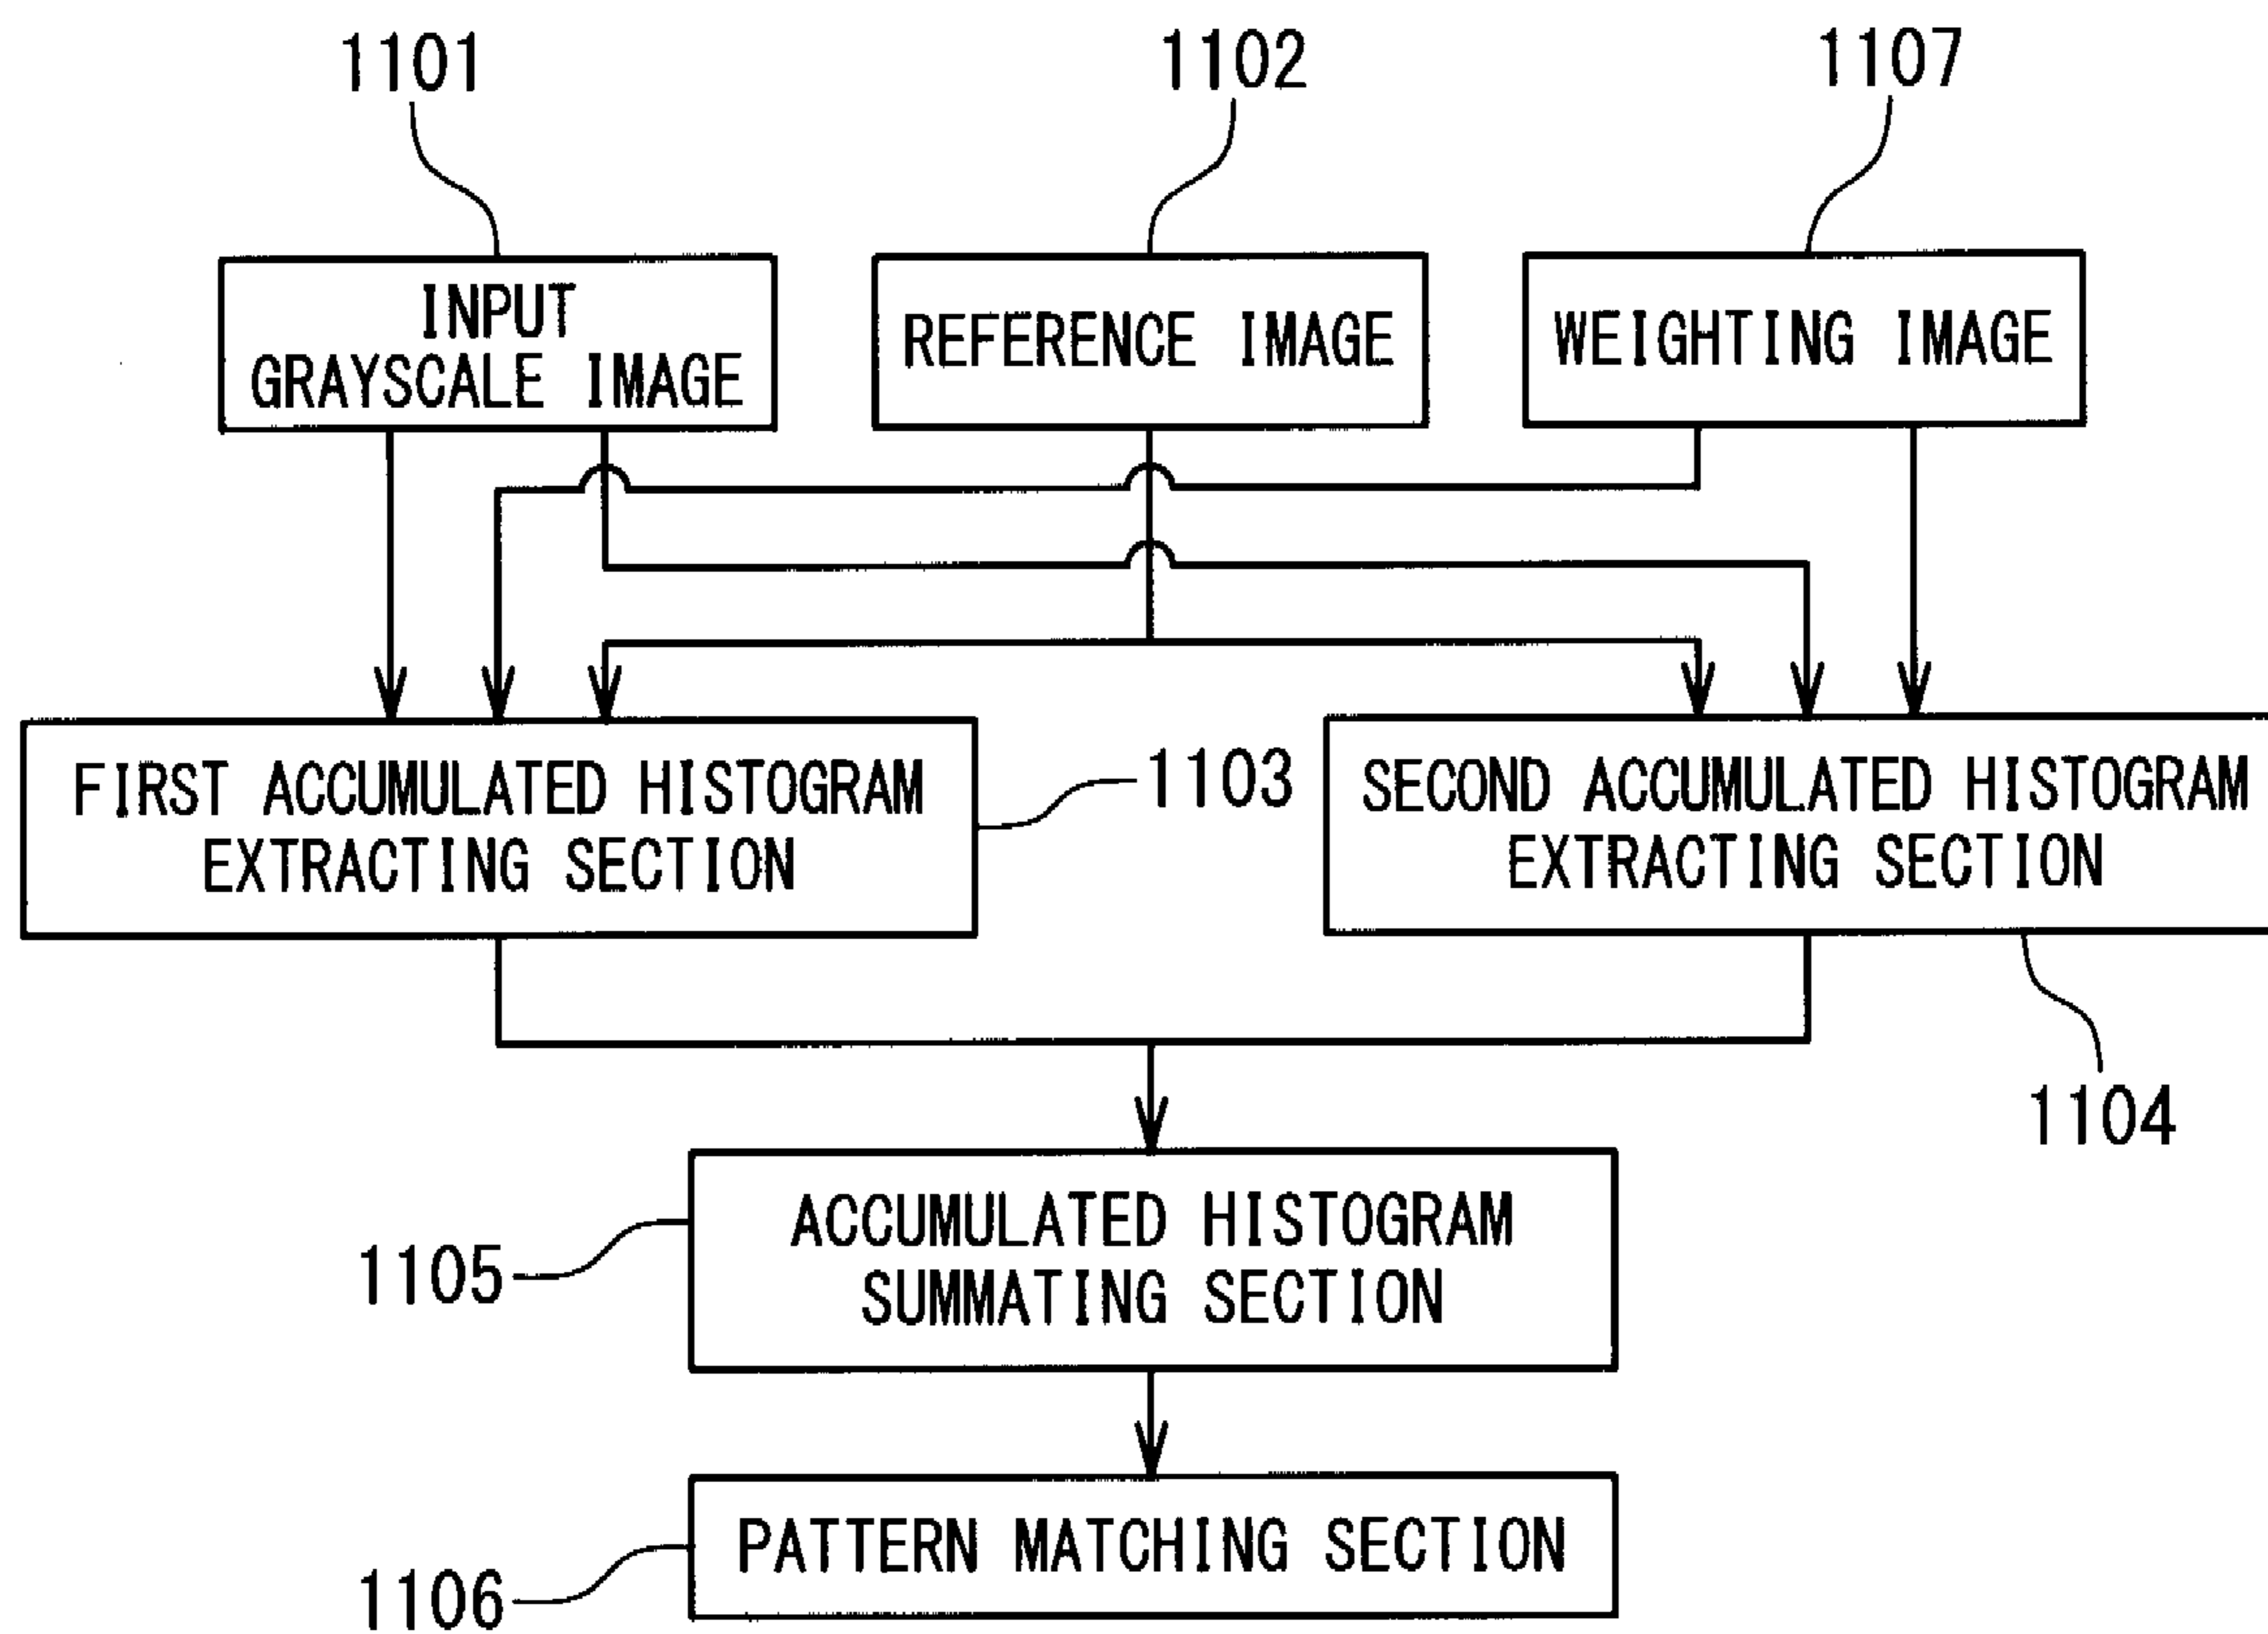 1101
1102
1107
INPUT
GRAYSCALE IMAGE
REFERENCE IMAGE
WEIGHTING IMAGE
FIRST ACCUMULATED HISTOGRAM
EXTRACTING SECTION
1103
SECOND ACCUMULATED HISTOGRAM
EXTRACTING SECTION
1104
ACCUMULATED HISTOGRAM
SUMMATING SECTION
1105
PATTERN MATCHING SECTION
1106